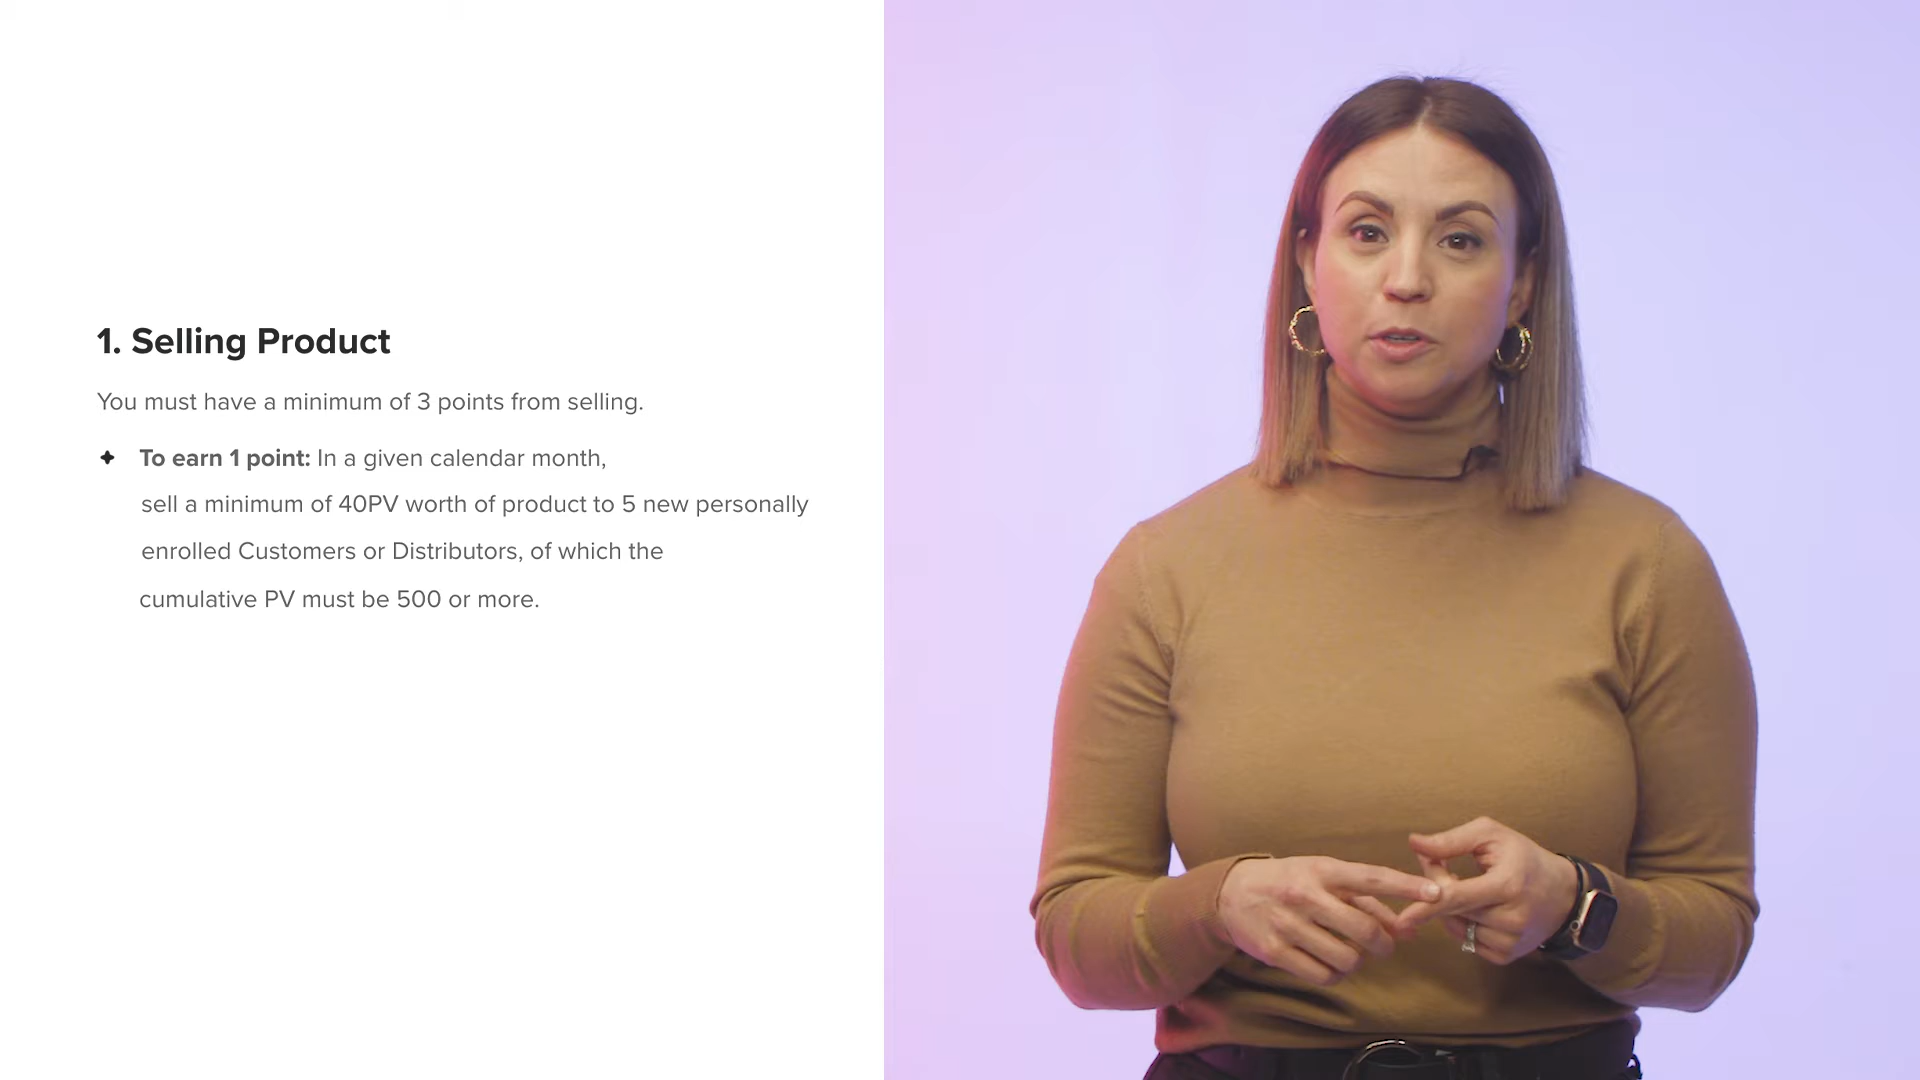 1. Selling Product
You must have a minimum of 3 points from selling.
To earn 1 point: In a given calendar month,
sell a minimum of 40PV worth of product to 5 new personally
enrolled Customers or Distributors, of which the
cumulative PV must be 500 or more.